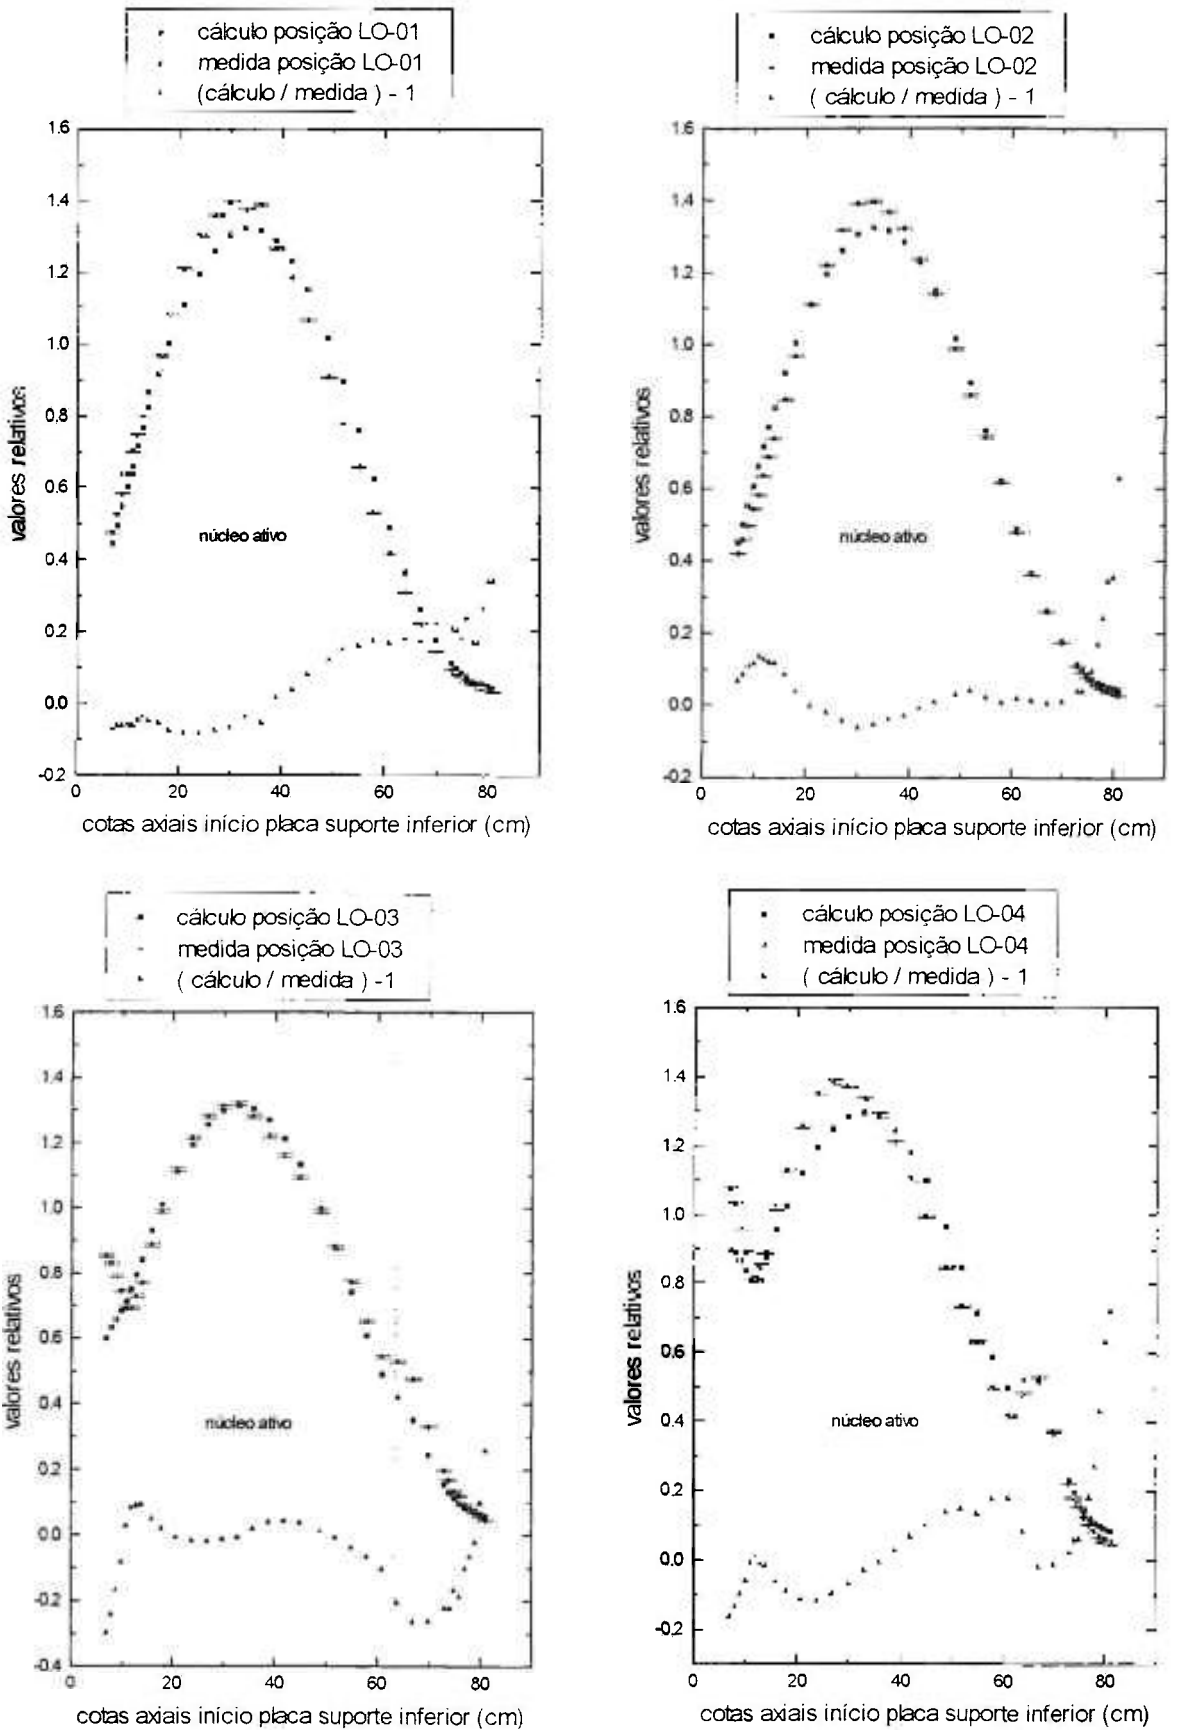 cálculo posição LO-01
medida posição LO-01
(cálculo / medida ) - 1
1.6
1.4
1.2
1.0
0.8
0.6
0.4
0.2
0.0
-0.2
valores relativos
núcleo ativo
0 20 40 60 80
cotas axiais início placa suporte inferior (cm)
cálculo posição LO-02
medida posição LO-02
( cálculo / medida ) - 1
1.6
1.4
1.2
1.0
0.8
0.6
0.4
0.2
0.0
-0.2
valores relativos
núcleo ativo
0 20 40 60 80
cotas axiais início placa suporte inferior (cm)
cálculo posição LO-03
medida posição LO-03
( cálculo / medida ) -1
1.6
1.4
1.2
1.0
0.8
0.6
0.4
0.2
0.0
-0.2
-0.4
valores relativos
núcleo ativo
0 20 40 60 80
cotas axiais início placa suporte inferior (cm)
cálculo posição LO-04
medida posição LO-04
( cálculo / medida ) - 1
1.6
1.4
1.2
1.0
0.8
0.6
0.4
0.2
0.0
-0.2
valores relativos
núcleo ativo
0 20 40 60 80
cotas axiais início placa suporte inferior (cm)